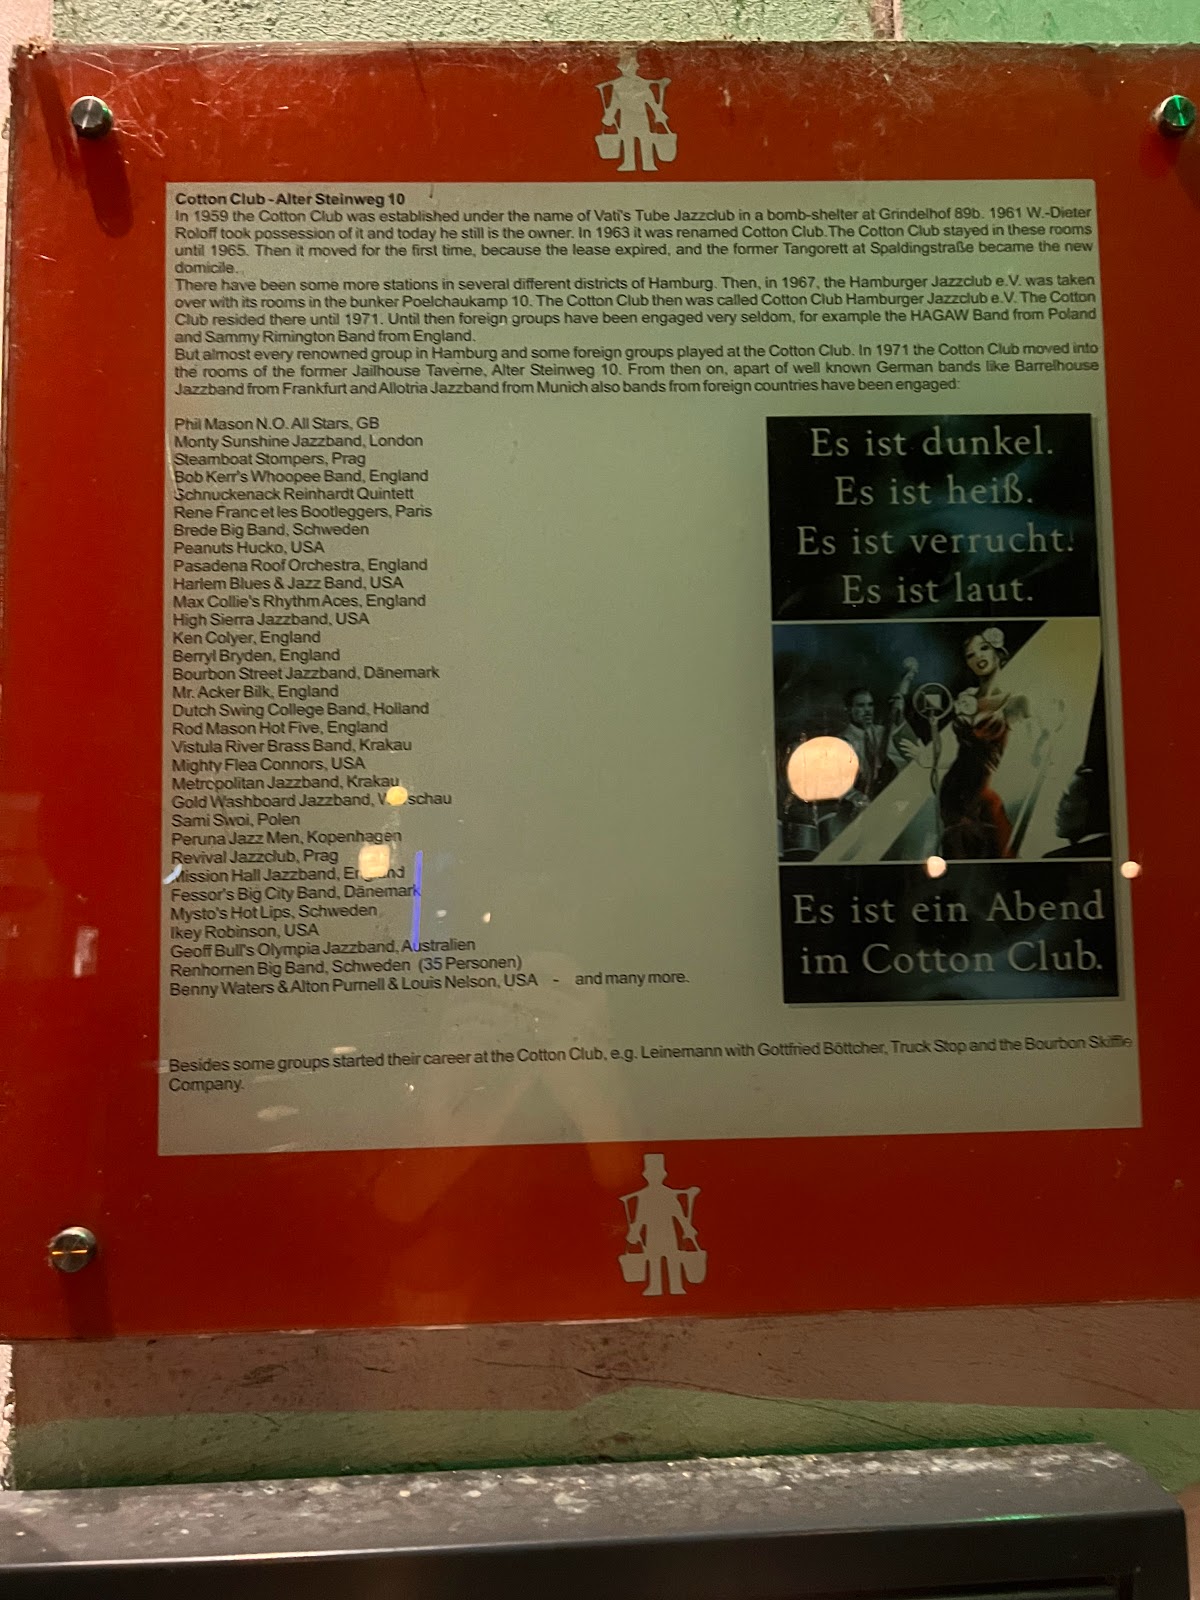 Cotton Club - Alter Steinweg 10
In 1959 the Cotton Club was established under the name of Vati's Tube Jazzclub in a bomb-shelter at Grindelhof 89b. 1961 W.-Dieter
Roloff took possession of it and today he still is the owner. In 1963 it was renamed Cotton Club. The Cotton Club stayed in these rooms
until 1965. Then it moved for the first time, because the lease expired, and the former Tangorett at Spaldingstraße became the new
domicile.
There have been some more stations in several different districts of Hamburg. Then, in 1967, the Hamburger Jazzclub e.V. was taken
over with its rooms in the bunker Poelchaukamp 10. The Cotton Club then was called Cotton Club Hamburger Jazzclub e.V. The Cotton
Club resided there until 1971. Until then foreign groups have been engaged very seldom, for example the HAGAW Band from Poland
and Sammy Rimington Band from England.
But almost every renowned group in Hamburg and some foreign groups played at the Cotton Club. In 1971 the Cotton Club moved into
the rooms of the former Jailhouse Taverne, Alter Steinweg 10. From then on, apart of well known German bands like Barrelhouse
Jazzband from Frankfurt and Allotria Jazzband from Munich also bands from foreign countries have been engaged:
Phil Mason N.O. All Stars, GB
Monty Sunshine Jazzband, London
Steamboat Stompers, Prag
Bob Kerr's Whoopee Band, England
Schnuckenack Reinhardt Quintett
Rene Franc et les Bootleggers, Paris
Brede Big Band, Schweden
Peanuts Hucko, USA
Pasadena Roof Orchestra, England
Harlem Blues & Jazz Band, USA
Max Collie's Rhythm Aces, England
High Sierra Jazzband, USA
Ken Colyer, England
Berryl Bryden, England
Bourbon Street Jazzband, Dänemark
Mr. Acker Bilk, England
Dutch Swing College Band, Holland
Rod Mason Hot Five, England
Vistula River Brass Band, Krakau
Mighty Flea Connors, USA
Metropolitan Jazzband, Krakau
Gold Washboard Jazzband,
Sami Swoi, Polen
Peruna Jazz Men, Kopenhagen
Revival Jazzclub, Prag
Mission Hall Jazzband, England
Fessor's Big City Band, Dänemark
Mysto's Hot Lips, Schweden
Ikey Robinson, USA
Geoff Bull's Olympia Jazzband, Australien
Renhornen Big Band, Schweden (35 Personen)
Benny Waters & Alton Purnell & Louis Nelson, USA - and many more.
Es ist dunkel.
Es ist heiß.
Es ist verrucht.
Es ist laut.
Es ist ein Abend
im Cotton Club.
Besides some groups started their career at the Cotton Club, e.g. Leinemann with Gottfried Böttcher, Truck Stop and the Bourbon Skiffle
Company.